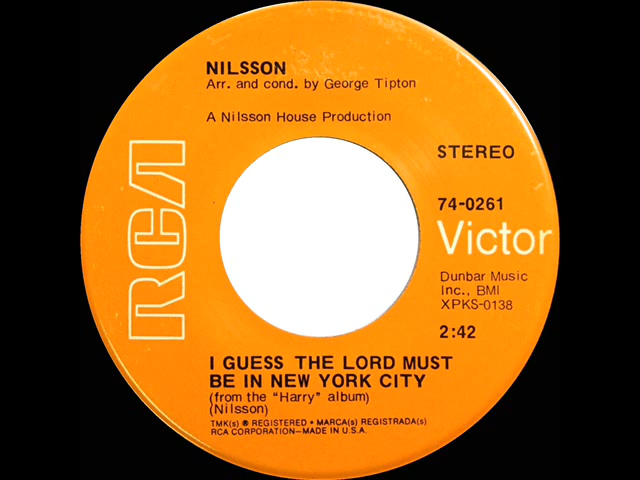 NILSSON
Arr. and cond. by George Tipton
A Nilsson House Production
STEREO
RCA
74-0261
Victor
Dunbar Music
Inc., BMI
XPKS-0138
2:42
I GUESS THE LORD MUST
BE IN NEW YORK CITY
(from the "Harry" album)
(Nilsson)
TMK(s) ® REGISTERED • MARCA(s) REGISTRADA(s)
RCA CORPORATION—MADE IN U.S.A.